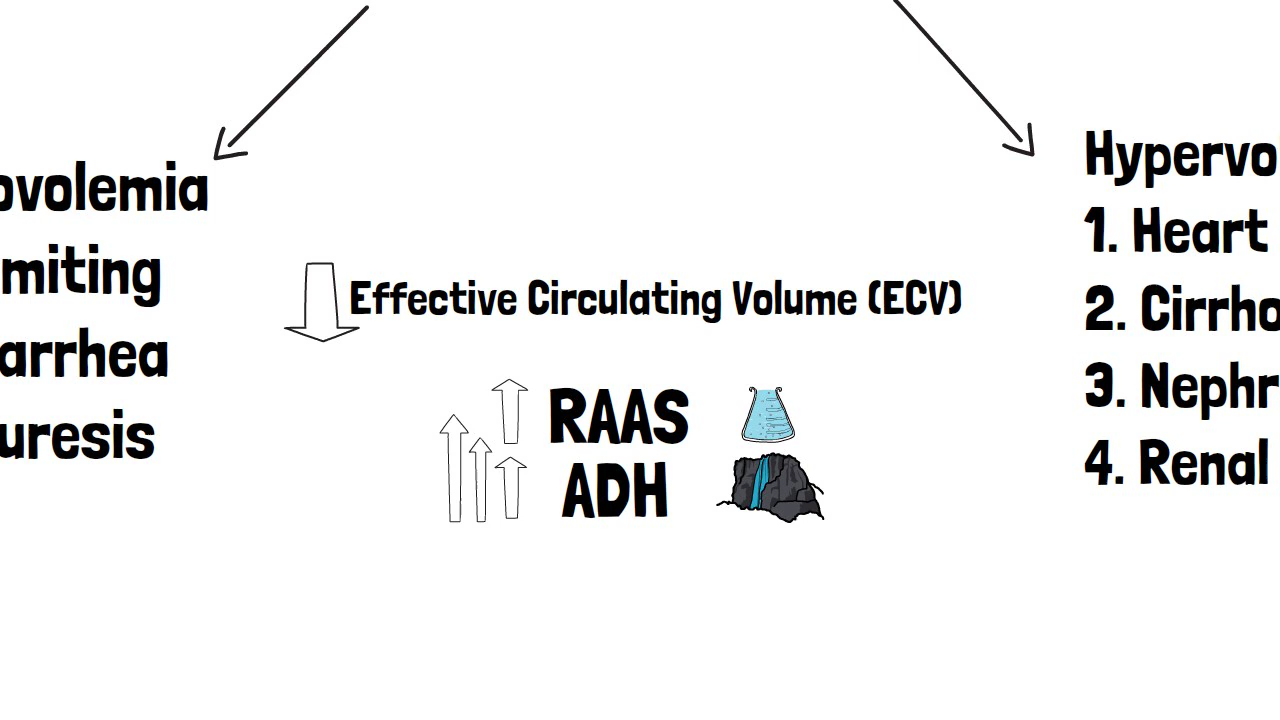 ovolemia
miting
arrhea
uresis
Effective Circulating Volume (ECV)
RAAS
ADH
Hypervo
1. Heart
2. Cirrho
3. Nephr
4. Renal